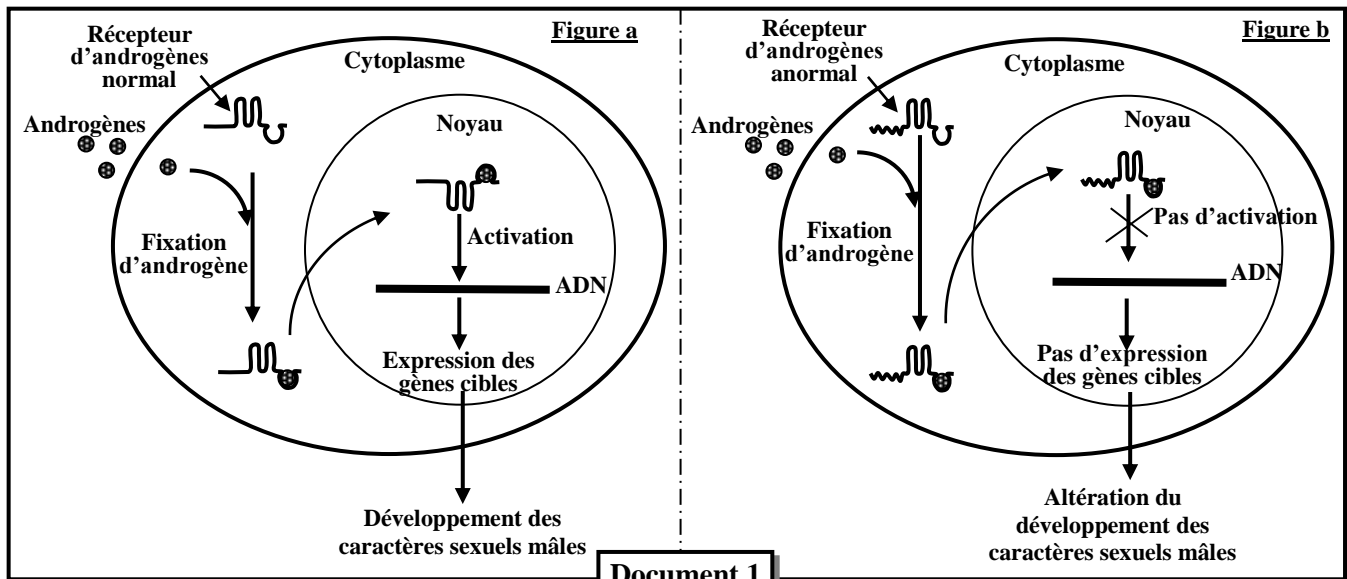 Figure a
Récepteur
d'androgènes
normal
Cytoplasme
Androgènes
Noyau
Fixation
d'androgène
Activation
ADN
Expression des
gènes cibles
Développement des
caractères sexuels mâles
Figure b
Récepteur
d'androgènes
anormal
Cytoplasme
Androgènes
Noyau
Fixation
d'androgène
Pas d'activation
ADN
Pas d'expression
des gènes cibles
Altération du
développement des
caractères sexuels mâles
Document 1